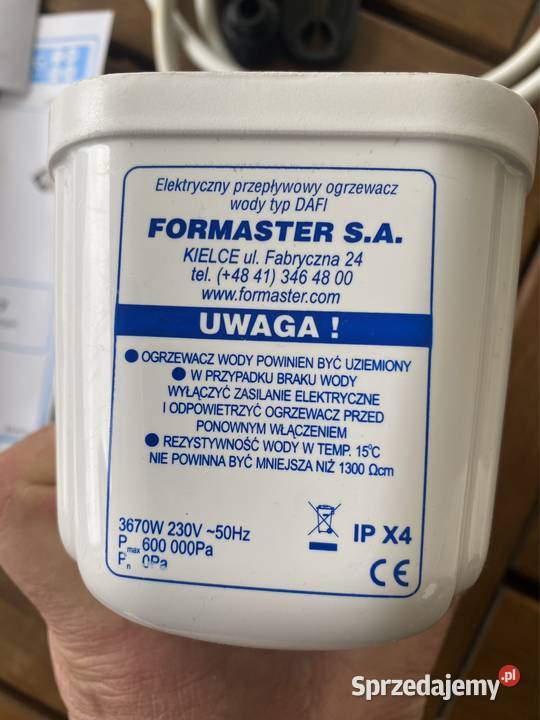 Elektryczny przepływowy ogrzewacz
wody typ DAFI
FORMASTER S.A.
KIELCE ul. Fabryczna 24
tel. (+48 41) 346 48 00
www.formaster.com
UWAGA !
● OGRZEWACZ WODY POWINIEN BYĆ UZIEMIONY
● W PRZYPADKU BRAKU WODY
WYŁĄCZYĆ ZASILANIE ELEKTRYCZNE
I ODPOWIETRZYĆ OGRZEWACZ PRZED
PONOWNYM WŁĄCZENIEM
● REZYSTYWNOŚĆ WODY W TEMP. 15°C
NIE POWINNA BYĆ MNIEJSZA NIŻ 1300 Ωcm
3670W 230V ~50Hz
Pmax 600 000Pa
Pn 0Pa
IP X4
CE
Sprzedajemy.pl